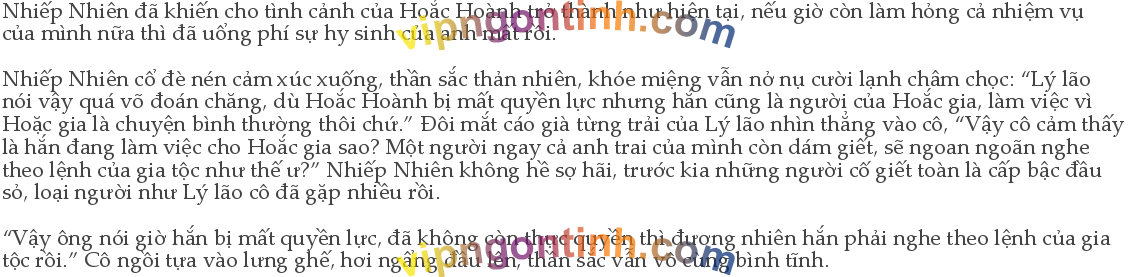 Nhiếp Nhiên đã khiến cho tình cảnh của Hoắc Hoành trở thành như hiện tại, nếu giờ còn làm hỏng cả nhiệm vụ
của mình nữa thì đã uổng phí sự hy sinh của anh mất rồi.
vipngontinh.com
Nhiếp Nhiên cố đè nén cảm xúc xuống, thần sắc thản nhiên, khóe miệng vẫn nở nụ cười lạnh châm chọc: “Lý lão
nói vậy quá võ đoán chăng, dù Hoắc Hoành bị mất quyền lực nhưng hắn cũng là người của Hoắc gia, làm việc vì
Hoặc gia là chuyện bình thường thôi chứ.” Đôi mắt cáo già từng trải của Lý lão nhìn thẳng vào cô, “Vậy cô cảm thấy
là hắn đang làm việc cho Hoắc gia sao? Một người ngay cả anh trai của mình còn dám giết, sẽ ngoan ngoãn nghe
theo lệnh của gia tộc như thế ư?” Nhiếp Nhiên không hề sợ hãi, trước kia những người cố giết toàn là cấp bậc đầu
sỏ, loại người như Lý lão cô đã gặp nhiều rồi.
“Vậy ông nói giờ hắn bị mất quyền lực, đã không còn thực quyền thì đương nhiên hắn phải nghe theo lệnh của gia
tộc rồi.” Cô ngồi tựa vào lưng ghế, hơi ngẩng đầu lên, thần sắc vẫn vô cùng bình tĩnh.
vipngontinh.com